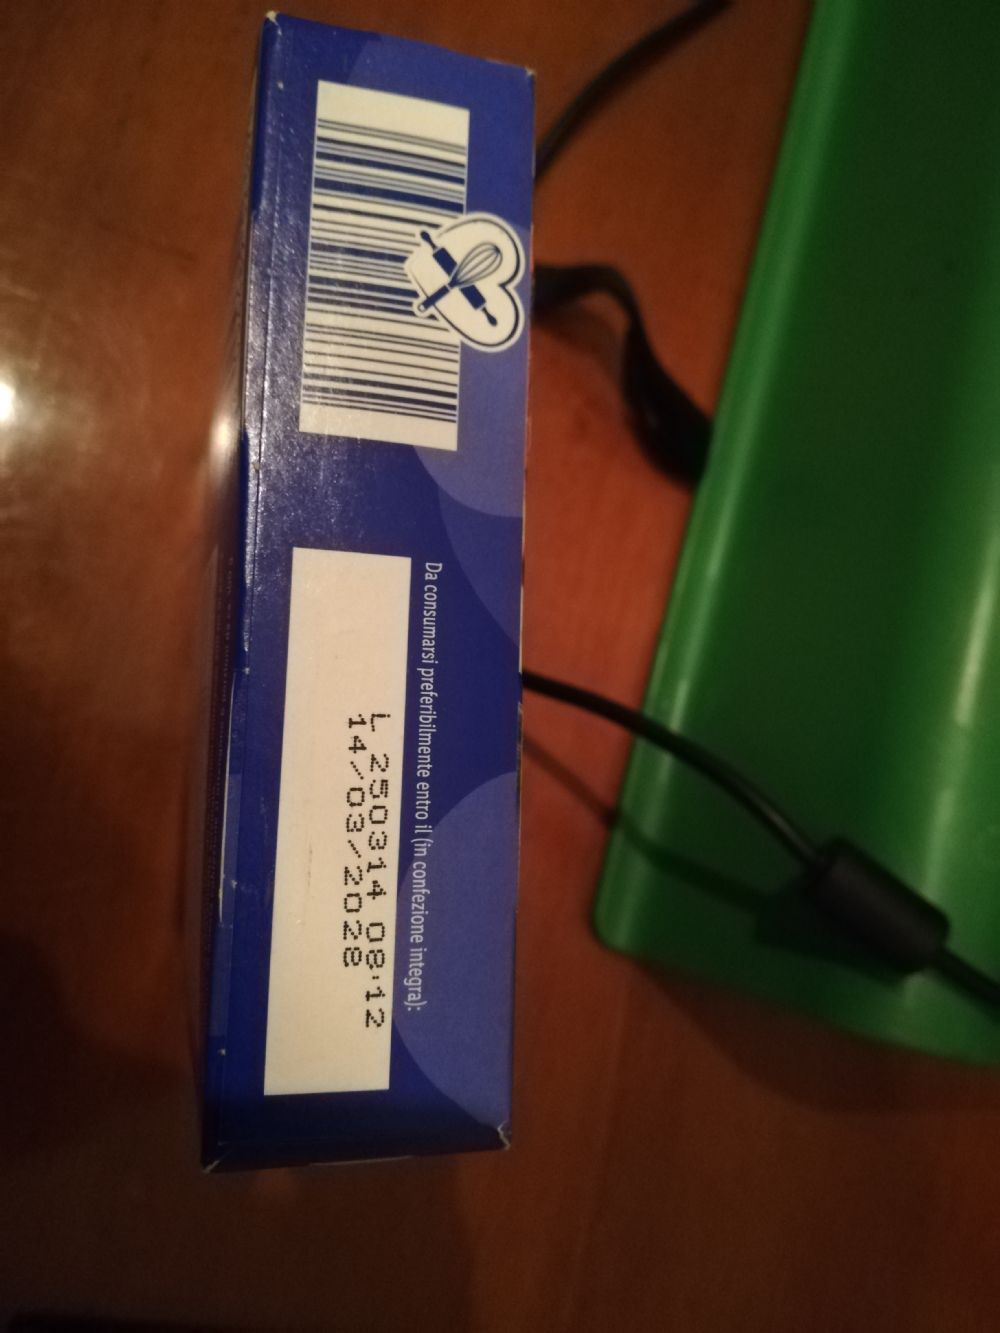 Da consumarsi preferibilmente entro il (in confezione integra):
L 250314 08:12
14/03/2028